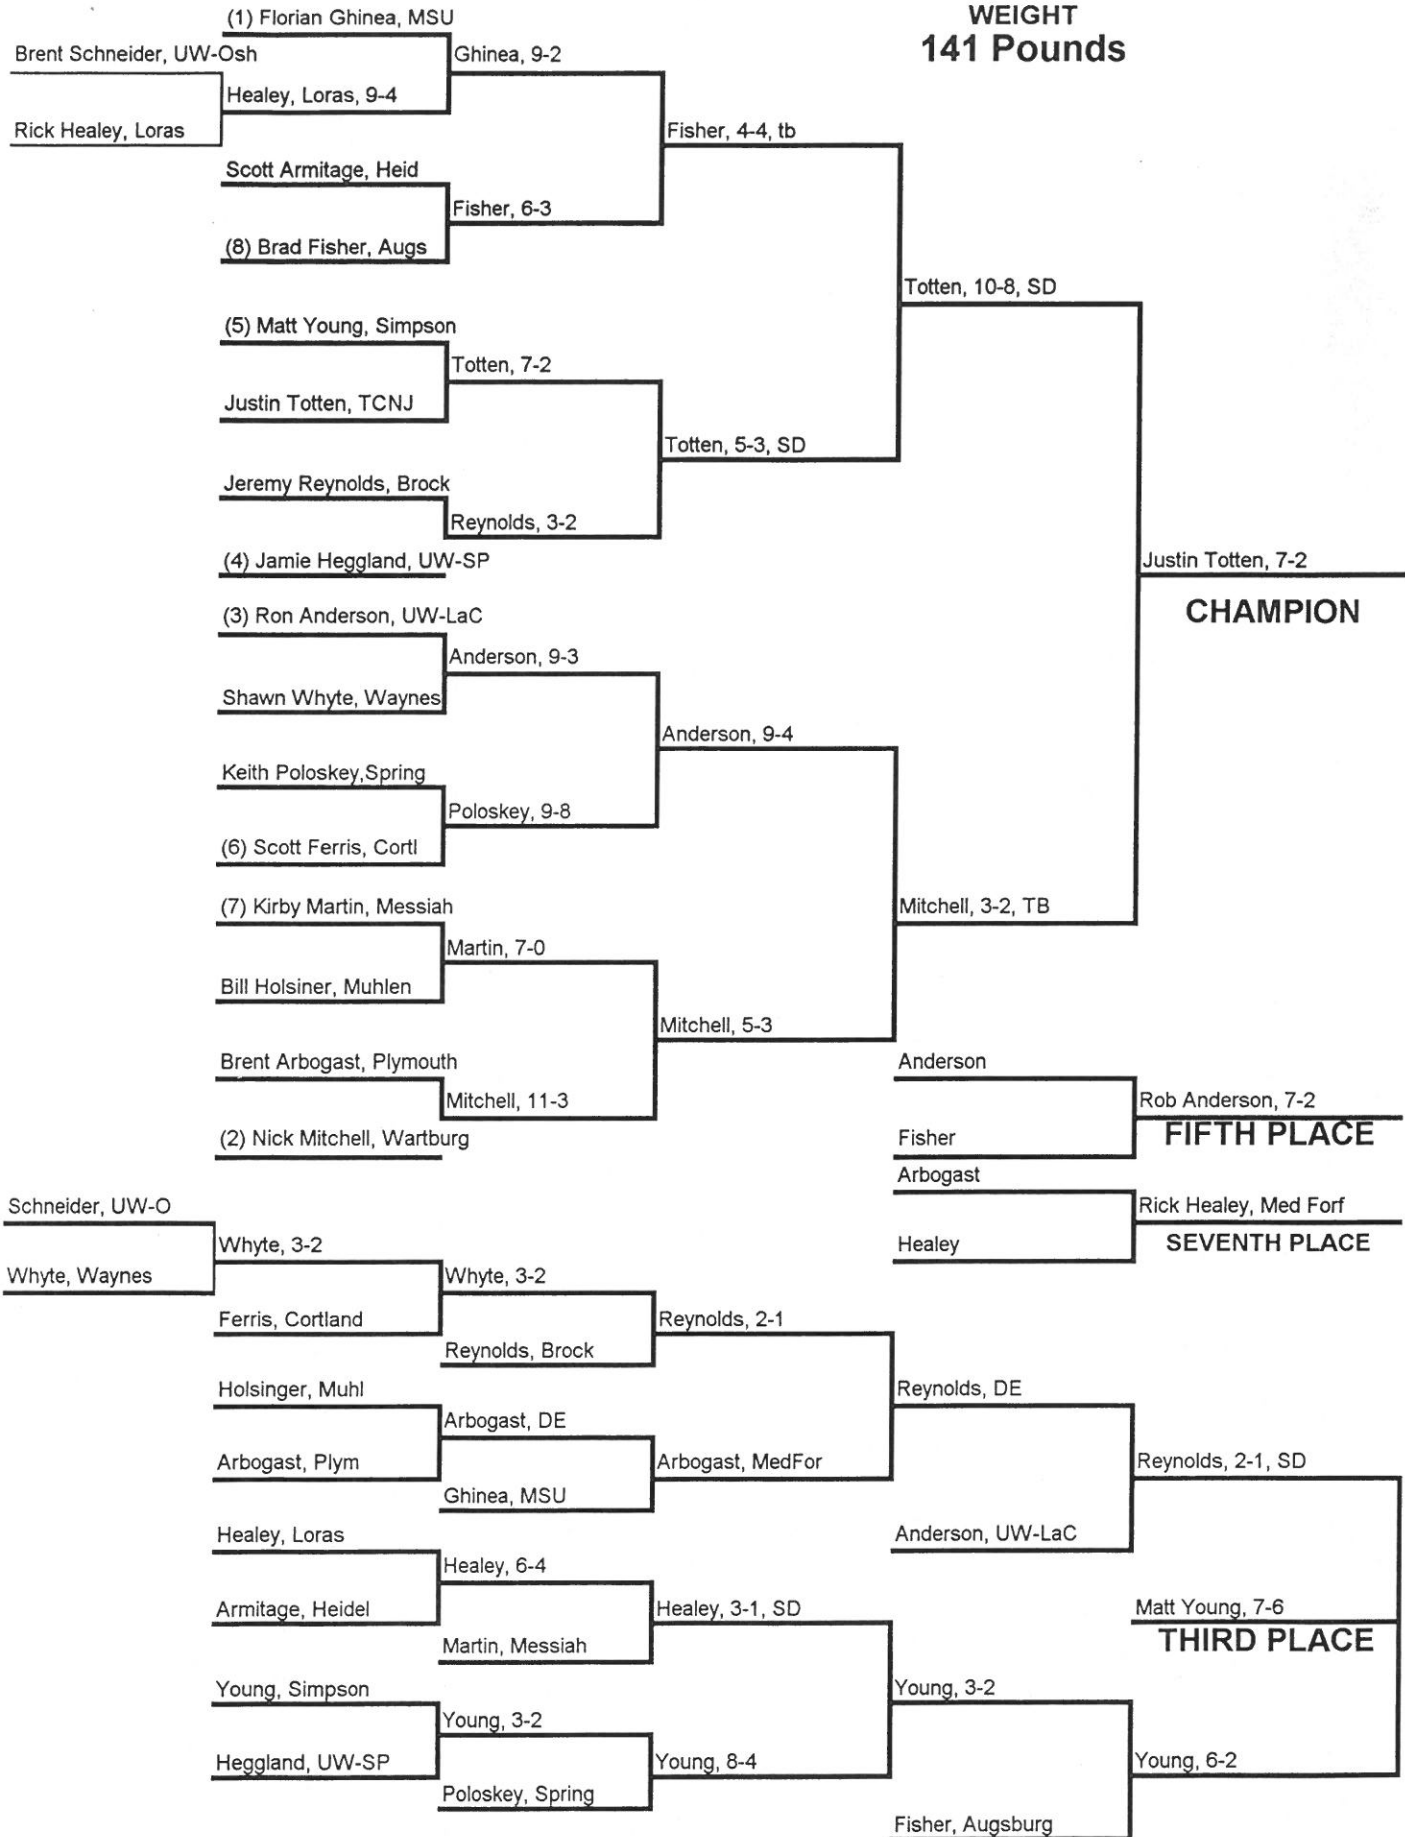 WEIGHT
141 Pounds
(1) Florian Ghinea, MSU
Brent Schneider, UW-Osh
Ghinea, 9-2
Healey, Loras, 9-4
Rick Healey, Loras
Fisher, 4-4, tb
Scott Armitage, Heid
Fisher, 6-3
(8) Brad Fisher, Augs
Totten, 10-8, SD
(5) Matt Young, Simpson
Totten, 7-2
Justin Totten, TCNJ
Totten, 5-3, SD
Jeremy Reynolds, Brock
Reynolds, 3-2
(4) Jamie Heggland, UW-SP
Justin Totten, 7-2
CHAMPION
(3) Ron Anderson, UW-LaC
Anderson, 9-3
Shawn Whyte, Waynes
Anderson, 9-4
Keith Poloskey,Spring
Poloskey, 9-8
(6) Scott Ferris, Cortl
(7) Kirby Martin, Messiah
Mitchell, 3-2, TB
Martin, 7-0
Bill Holsiner, Muhlen
Mitchell, 5-3
Brent Arbogast, Plymouth
Mitchell, 11-3
(2) Nick Mitchell, Wartburg
Anderson
Rob Anderson, 7-2
FIFTH PLACE
Fisher
Arbogast
Rick Healey, Med Forf
SEVENTH PLACE
Healey
Schneider, UW-O
Whyte, 3-2
Whyte, Waynes
Whyte, 3-2
Ferris, Cortland
Reynolds, 2-1
Reynolds, Brock
Holsinger, Muhl
Reynolds, DE
Arbogast, DE
Arbogast, Plym
Arbogast, MedFor
Reynolds, 2-1, SD
Ghinea, MSU
Healey, Loras
Anderson, UW-LaC
Healey, 6-4
Armitage, Heidel
Healey, 3-1, SD
Matt Young, 7-6
THIRD PLACE
Martin, Messiah
Young, Simpson
Young, 3-2
Young, 3-2
Heggland, UW-SP
Young, 8-4
Young, 6-2
Poloskey, Spring
Fisher, Augsburg